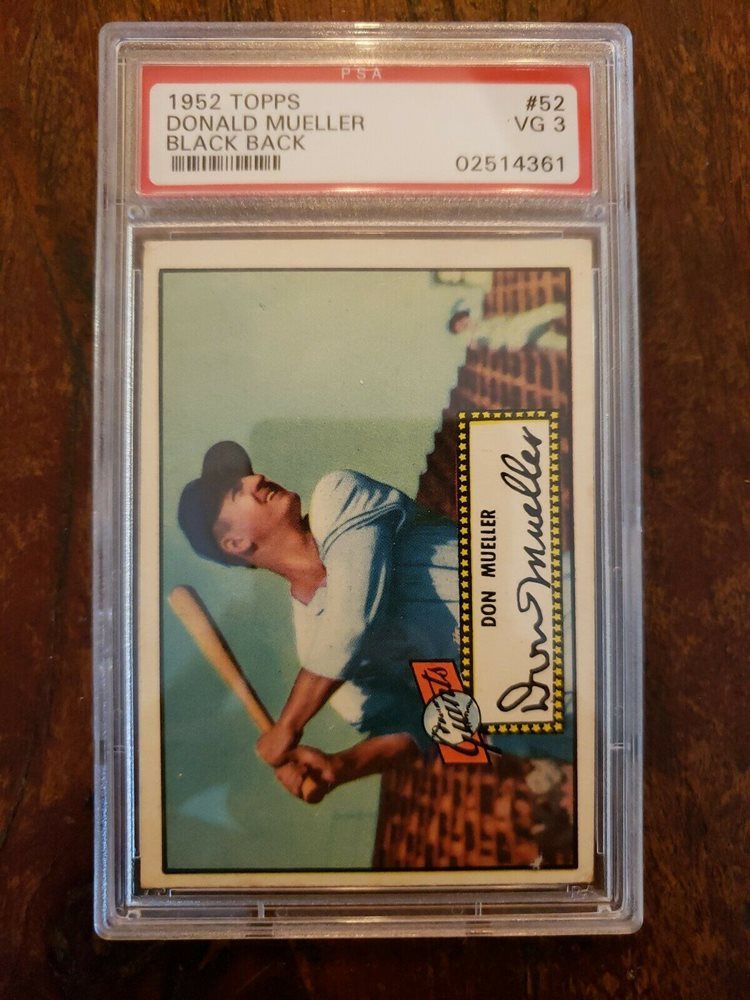 PSA
1952 TOPPS #52
DONALD MUELLER VG 3
BLACK BACK
02514361
DON MUELLER
Don Mueller
Giants